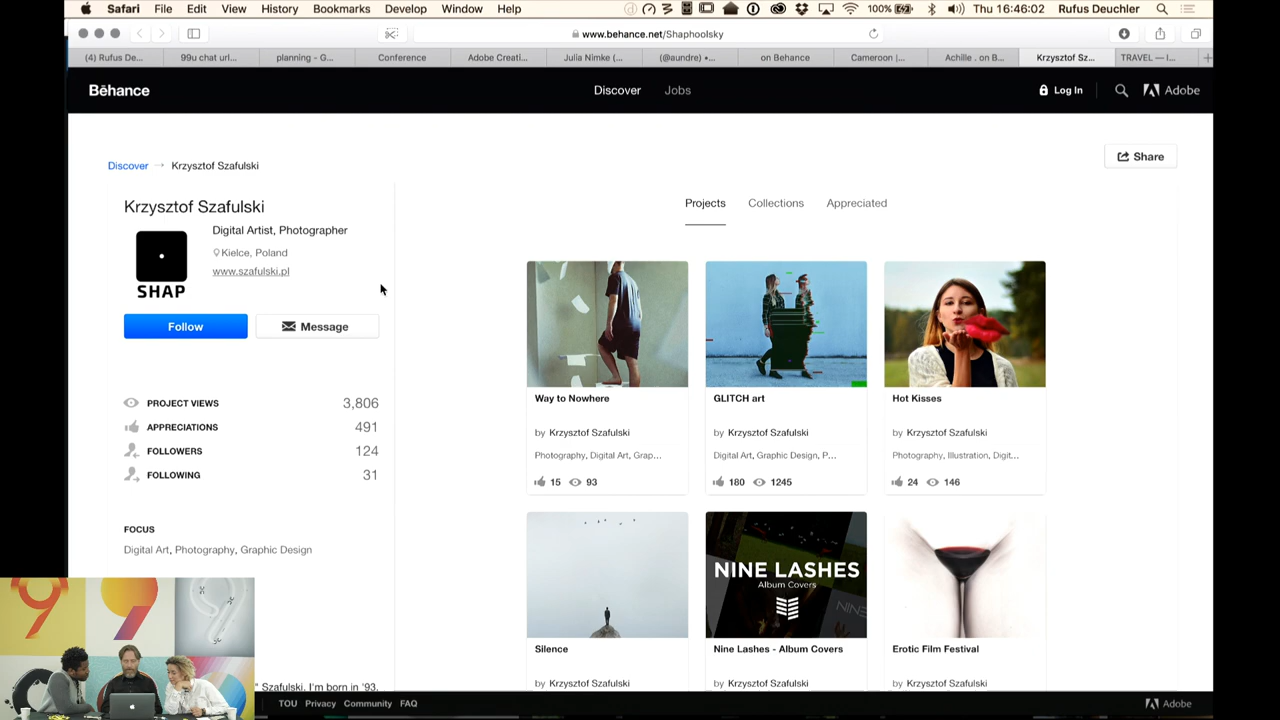 Safari File Edit View History Bookmarks Develop Window Help 100% Thu 16:46:02 Rufus Deuchler
www.behance.net/Shaphoolsky
(4) Rufus De... 99u chat url... planning - G... Conference Adobe Creati... Julia Nimke (... (@aundre) •... on Behance Cameroon |... Achille . on B... Krzysztof Sz... TRAVEL — I...
Bēhance Discover Jobs Log In Adobe
Discover → Krzysztof Szafulski
Share
Krzysztof Szafulski
Digital Artist, Photographer
Kielce, Poland
www.szafulski.pl
SHAP
Follow Message
PROJECT VIEWS 3,806
APPRECIATIONS 491
FOLLOWERS 124
FOLLOWING 31
FOCUS
Digital Art, Photography, Graphic Design
Projects Collections Appreciated
Way to Nowhere
by Krzysztof Szafulski
Photography, Digital Art, Grap...
15 93
GLITCH art
by Krzysztof Szafulski
Digital Art, Graphic Design, P...
180 1245
Hot Kisses
by Krzysztof Szafulski
Photography, Illustration, Digit...
24 146
Silence
by Krzysztof Szafulski
NINE LASHES
Album Covers
NINE
Nine Lashes - Album Covers
by Krzysztof Szafulski
Erotic Film Festival
by Krzysztof Szafulski
99
" Szafulski. I'm born in '93.
TOU Privacy Community FAQ Adobe